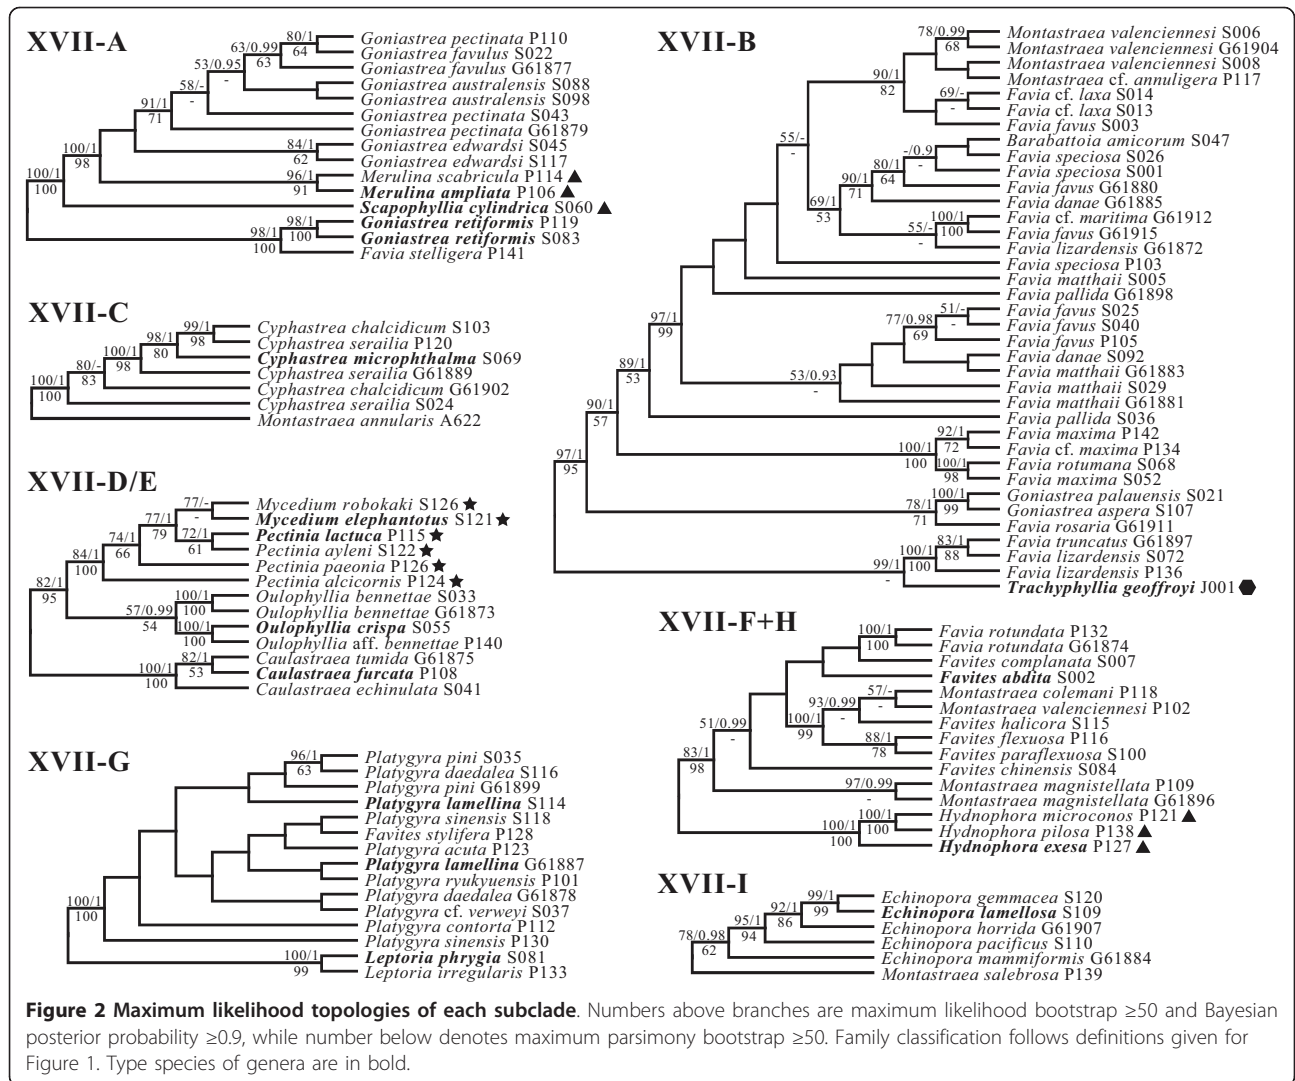 XVII-A
80/1
64
63/0.99
63
53/0.95
-
58/-
-
91/1
71
84/1
62
100/1
98
96/1
91
100/1
100
98/1
100
98/1
100
Goniastrea pectinata P110
Goniastrea favulus S022
Goniastrea favulus G61877
Goniastrea australensis S088
Goniastrea australensis S098
Goniastrea pectinata S043
Goniastrea pectinata G61879
Goniastrea edwardsi S045
Goniastrea edwardsi S117
Merulina scabricula P114 ▲
Merulina ampliata P106 ▲
Scapophyllia cylindrica S060 ▲
Goniastrea retiformis P119
Goniastrea retiformis S083
Favia stelligera P141
XVII-C
99/1
98
98/1
80
100/1
98
80/-
83
100/1
100
Cyphastrea chalcidicum S103
Cyphastrea serailia P120
Cyphastrea microphthalma S069
Cyphastrea serailia G61889
Cyphastrea chalcidicum G61902
Cyphastrea serailia S024
Montastraea annularis A622
XVII-D/E
77/-
-
77/1
79
72/1
61
74/1
66
84/1
100
82/1
95
100/1
100
57/0.99
54
100/1
100
82/1
53
100/1
100
Mycedium robokaki S126 ★
Mycedium elephantotus S121 ★
Pectinia lactuca P115 ★
Pectinia ayleni S122 ★
Pectinia paeonia P126 ★
Pectinia alcicornis P124 ★
Oulophyllia bennettae S033
Oulophyllia bennettae G61873
Oulophyllia crispa S055
Oulophyllia aff. bennettae P140
Caulastraea tumida G61875
Caulastraea furcata P108
Caulastraea echinulata S041
XVII-G
96/1
63
100/1
100
100/1
99
Platygyra pini S035
Platygyra daedalea S116
Platygyra pini G61899
Platygyra lamellina S114
Platygyra sinensis S118
Favites stylifera P128
Platygyra acuta P123
Platygyra lamellina G61887
Platygyra ryukyuensis P101
Platygyra daedalea G61878
Platygyra cf. verweyi S037
Platygyra contorta P112
Platygyra sinensis P130
Leptoria phrygia S081
Leptoria irregularis P133
XVII-B
78/0.99
68
90/1
82
69/-
-
55/-
-
-/0.9
-
80/1
64
90/1
71
69/1
53
100/1
100
55/-
-
97/1
99
51/-
-
77/0.98
69
53/0.93
-
89/1
53
90/1
57
92/1
72
100/1
100
100/1
98
97/1
95
100/1
99
78/1
71
83/1
88
100/1
100
99/1
-
Montastraea valenciennesi S006
Montastraea valenciennesi G61904
Montastraea valenciennesi S008
Montastraea cf. annuligera P117
Favia cf. laxa S014
Favia cf. laxa S013
Favia favus S003
Barabattoia amicorum S047
Favia speciosa S026
Favia speciosa S001
Favia favus G61880
Favia danae G61885
Favia cf. maritima G61912
Favia favus G61915
Favia lizardensis G61872
Favia speciosa P103
Favia matthaii S005
Favia pallida G61898
Favia favus S025
Favia favus S040
Favia favus P105
Favia danae S092
Favia matthaii G61883
Favia matthaii S029
Favia matthaii G61881
Favia pallida S036
Favia maxima P142
Favia cf. maxima P134
Favia rotumana S068
Favia maxima S052
Goniastrea palauensis S021
Goniastrea aspera S107
Favia rosaria G61911
Favia truncatus G61897
Favia lizardensis S072
Favia lizardensis P136
Trachyphyllia geoffroyi J001 ⬢
XVII-F+H
100/1
100
57/-
-
93/0.99
-
100/1
99
88/1
78
51/0.99
-
83/1
98
97/0.99
-
100/1
100
100/1
100
Favia rotundata P132
Favia rotundata G61874
Favites complanata S007
Favites abdita S002
Montastraea colemani P118
Montastraea valenciennesi P102
Favites halicora S115
Favites flexuosa P116
Favites paraflexuosa S100
Favites chinensis S084
Montastraea magnistellata P109
Montastraea magnistellata G61896
Hydnophora microconos P121 ▲
Hydnophora pilosa P138 ▲
Hydnophora exesa P127 ▲
XVII-I
99/1
99
92/1
86
95/1
94
78/0.98
62
Echinopora gemmacea S120
Echinopora lamellosa S109
Echinopora horrida G61907
Echinopora pacificus S110
Echinopora mammiformis G61884
Montastraea salebrosa P139
Figure 2 Maximum likelihood topologies of each subclade. Numbers above branches are maximum likelihood bootstrap ≥50 and Bayesian
posterior probability ≥0.9, while number below denotes maximum parsimony bootstrap ≥50. Family classification follows definitions given for
Figure 1. Type species of genera are in bold.